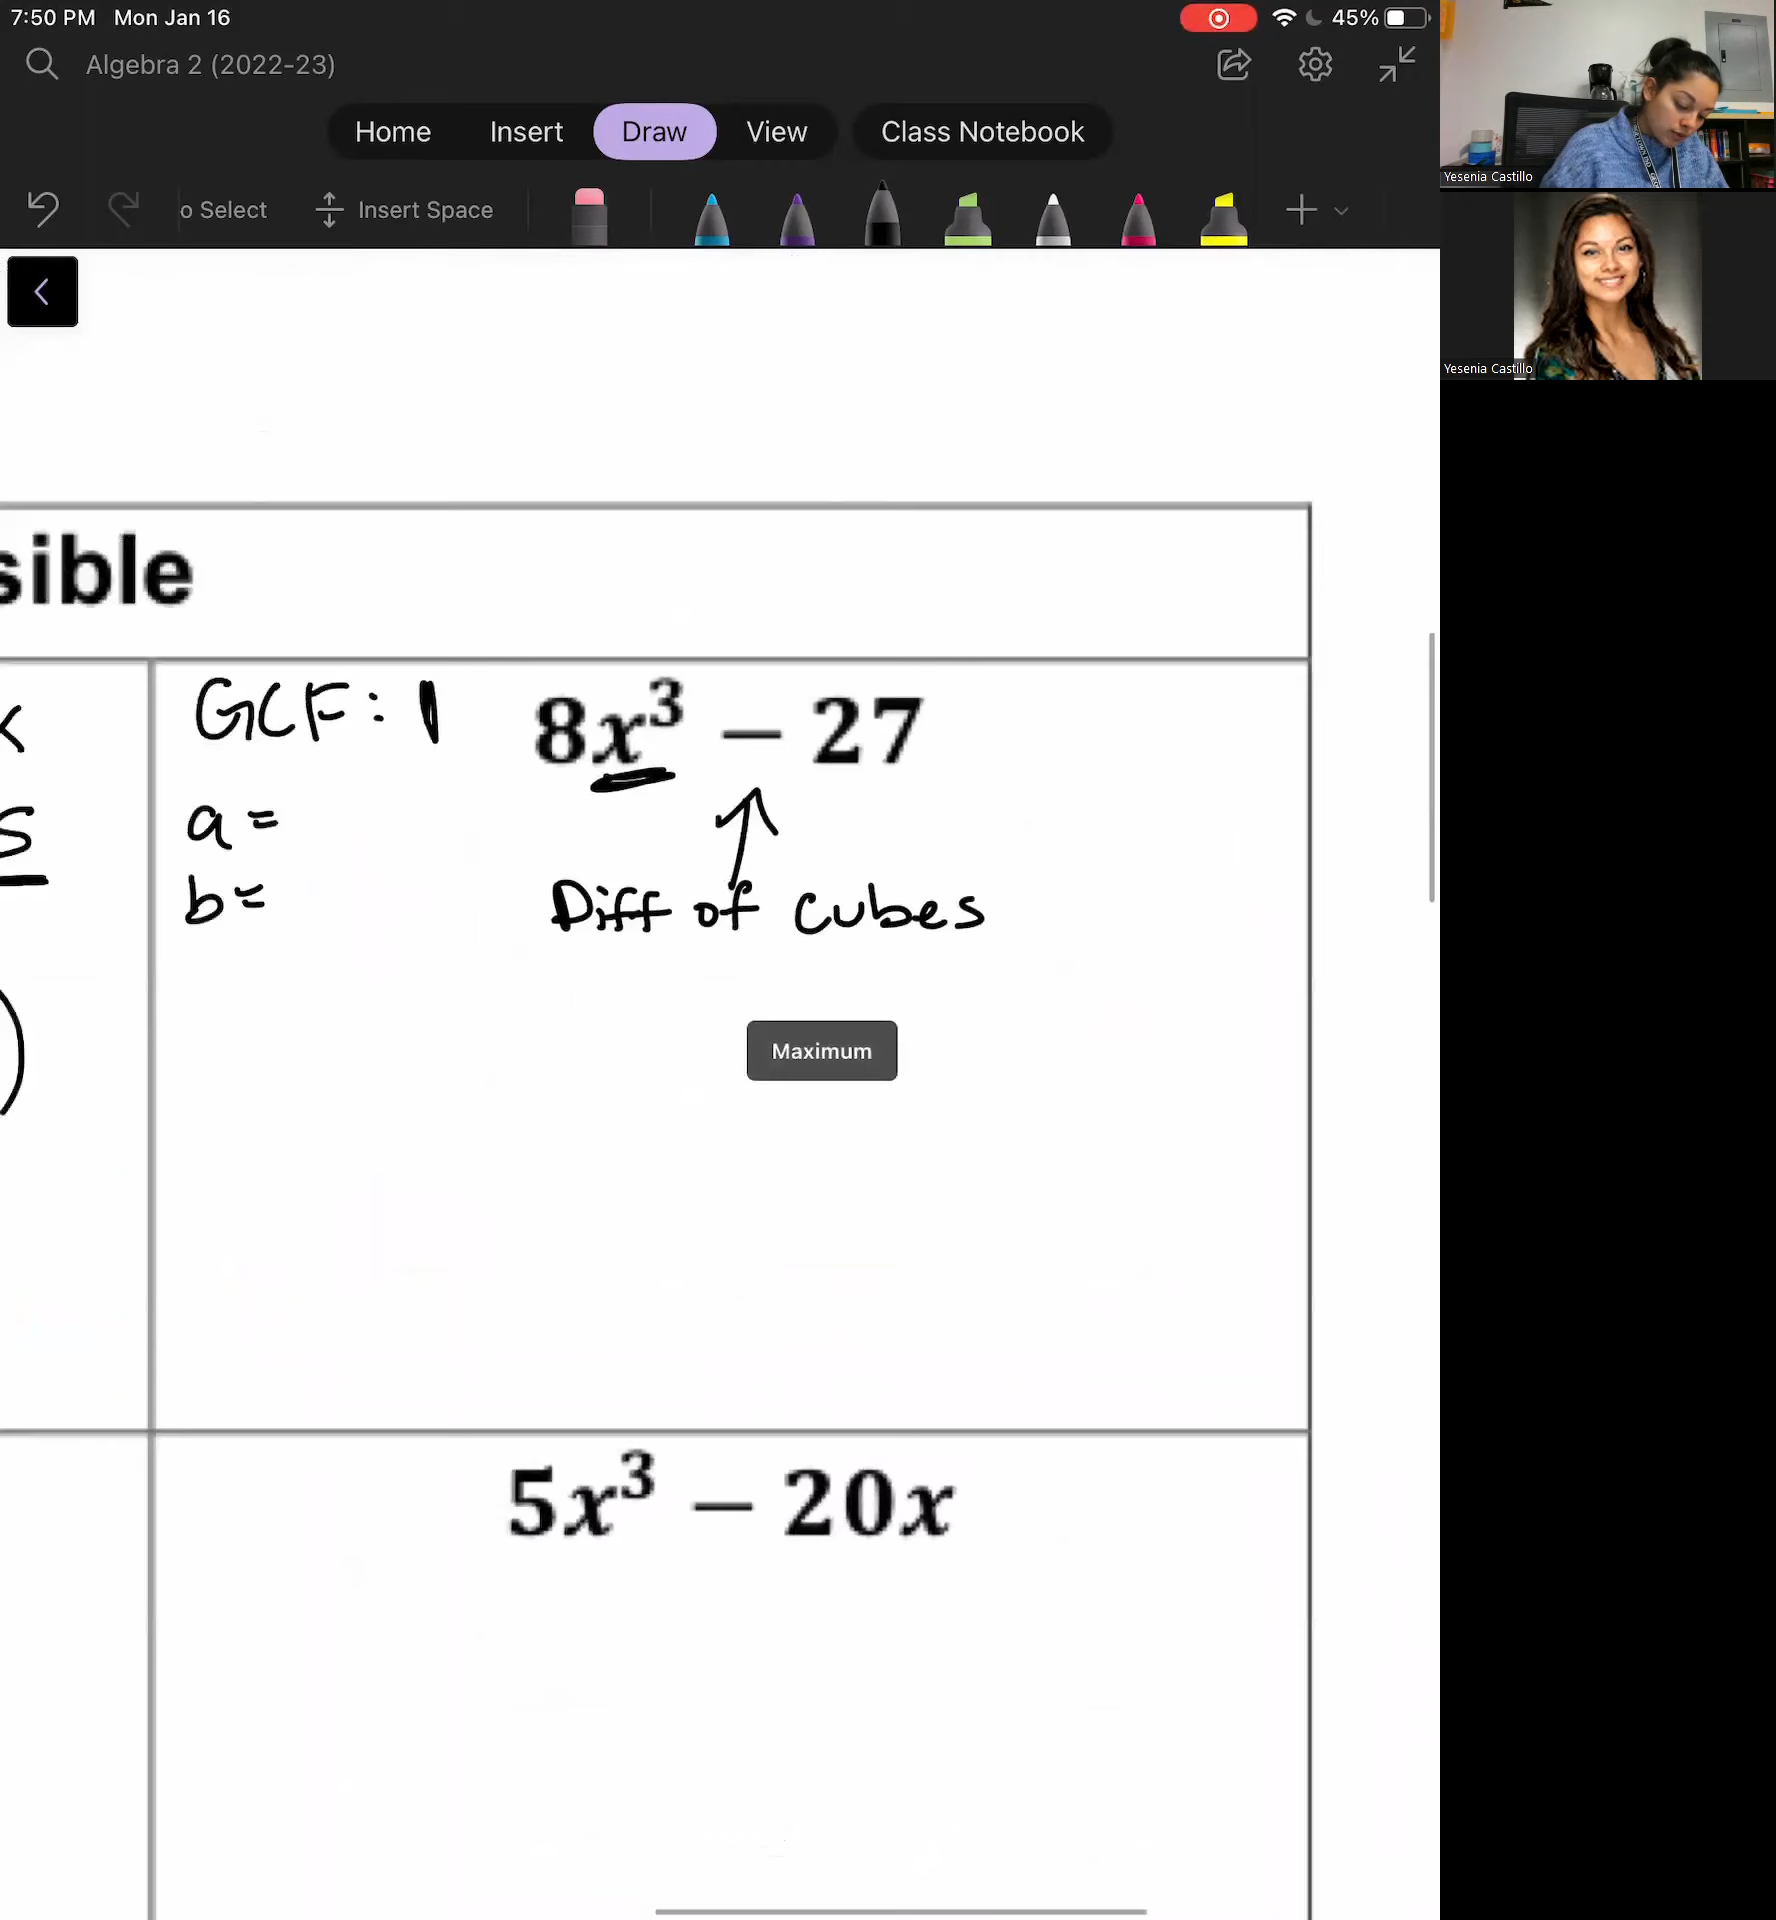 7:50 PM Mon Jan 16
45%
Algebra 2 (2022-23)
Home Insert Draw View Class Notebook
o Select Insert Space
Yesenia Castillo
Yesenia Castillo
sible
x
s
)
GCF: 1
8x³ − 27
a =
b =
Diff of cubes
Maximum
5x³ − 20x